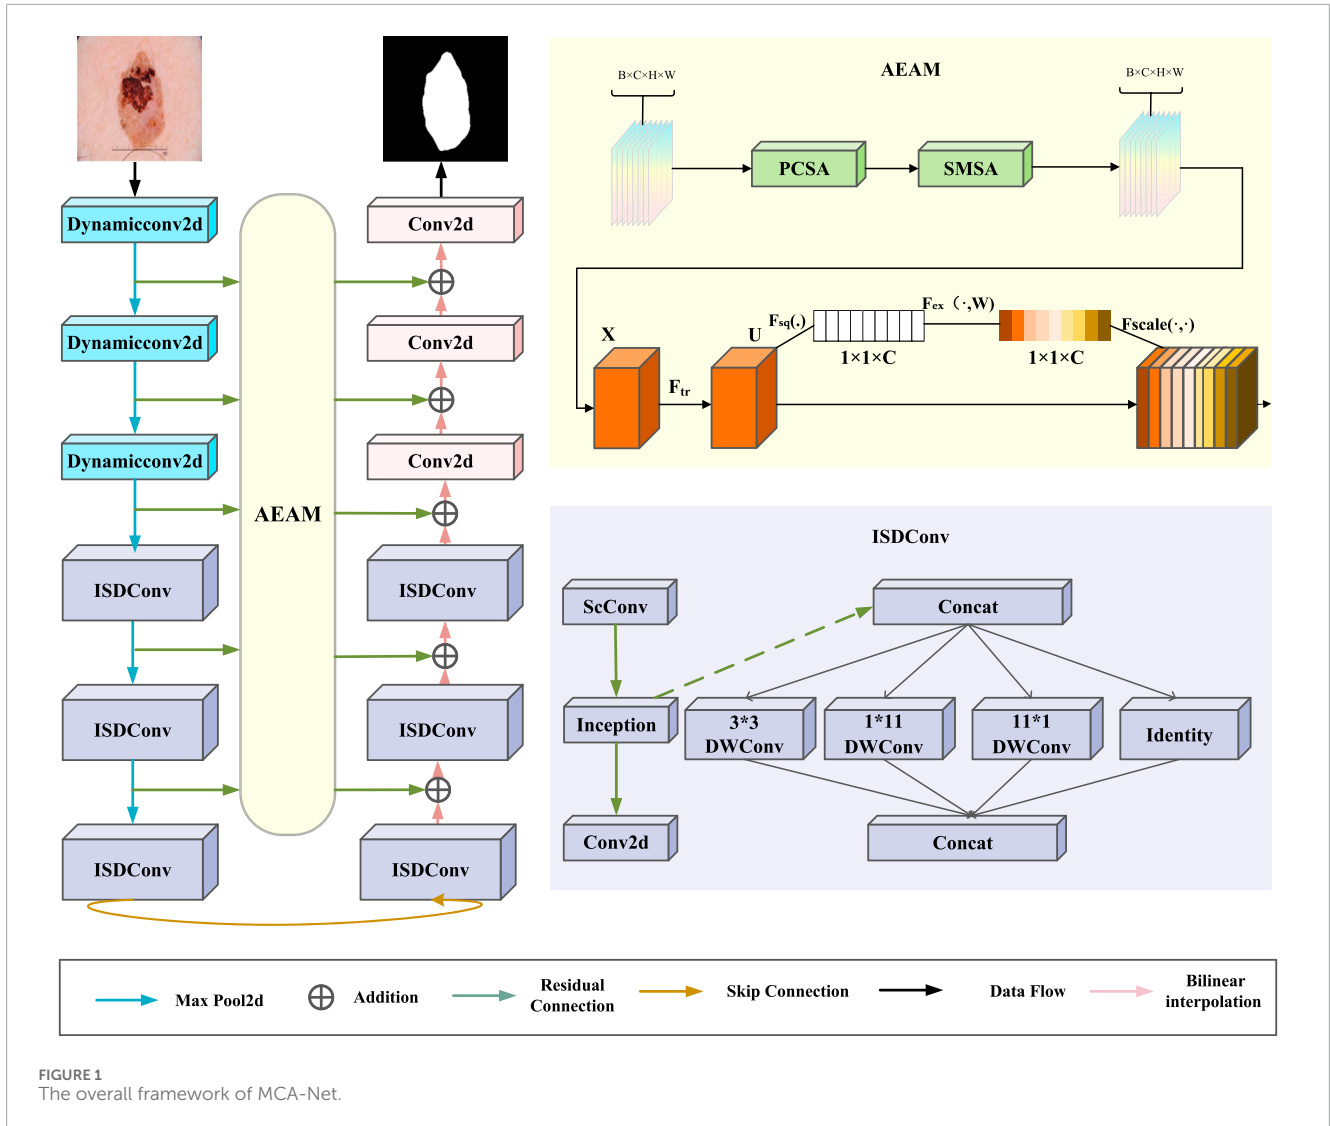 Dynamicconv2d
Dynamicconv2d
Dynamicconv2d
ISDConv
ISDConv
ISDConv
AEAM
Conv2d
Conv2d
Conv2d
ISDConv
ISDConv
ISDConv
AEAM
B×C×H×W
B×C×H×W
PCSA
SMSA
X
Ftr
U
Fsq(.)
1×1×C
Fex (·,W)
1×1×C
Fscale(·,·)
ISDConv
ScConv
Inception
Conv2d
Concat
3*3
DWConv
1*11
DWConv
11*1
DWConv
Identity
Concat
Max Pool2d
Addition
Residual
Connection
Skip Connection
Data Flow
Bilinear
interpolation
FIGURE 1
The overall framework of MCA-Net.